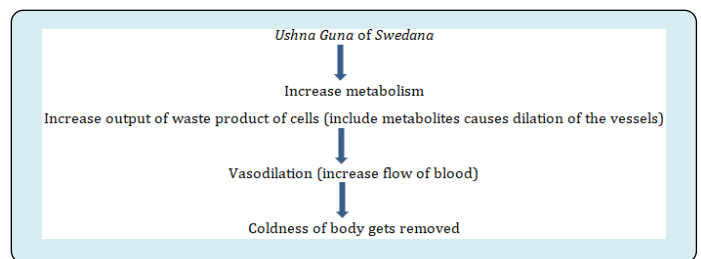 Ushna Guna of Swedana
Increase metabolism
Increase output of waste product of cells (include metabolites causes dilation of the vessels)
Vasodilation (increase flow of blood)
Coldness of body gets removed